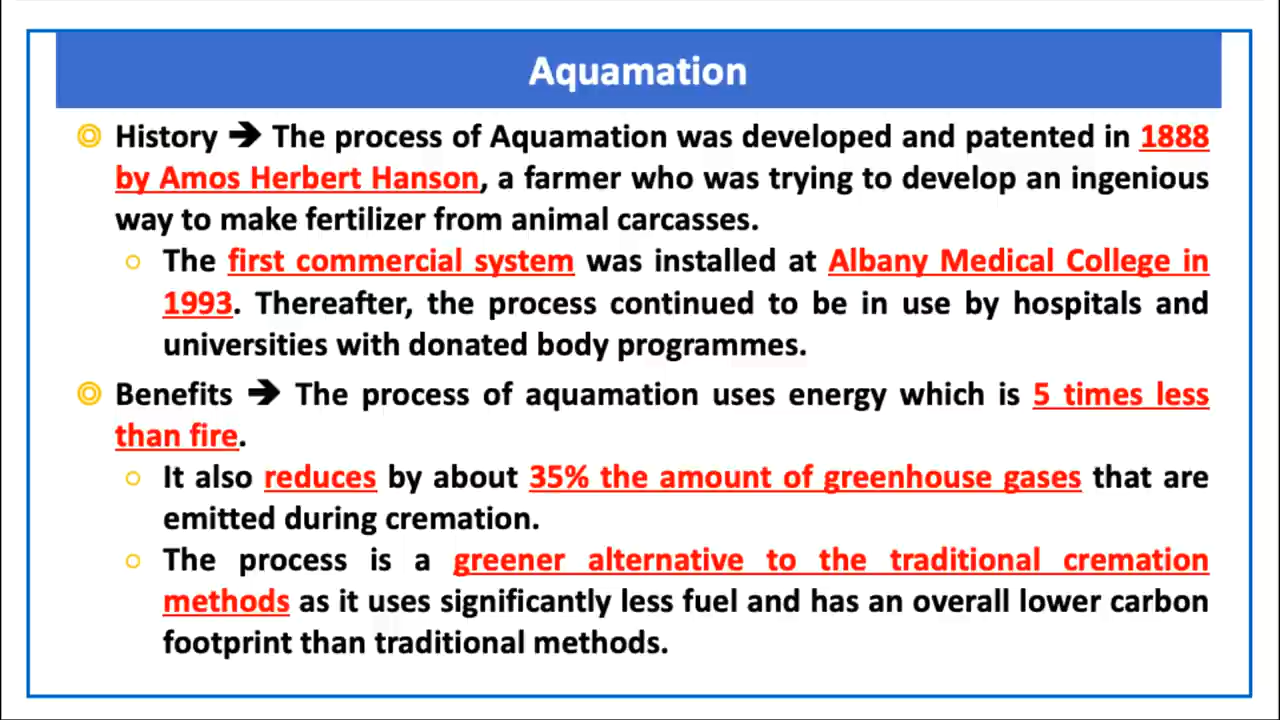 Aquamation
History ➔ The process of Aquamation was developed and patented in 1888
by Amos Herbert Hanson, a farmer who was trying to develop an ingenious
way to make fertilizer from animal carcasses.
The first commercial system was installed at Albany Medical College in
1993. Thereafter, the process continued to be in use by hospitals and
universities with donated body programmes.
Benefits ➔ The process of aquamation uses energy which is 5 times less
than fire.
It also reduces by about 35% the amount of greenhouse gases that are
emitted during cremation.
The process is a greener alternative to the traditional cremation
methods as it uses significantly less fuel and has an overall lower carbon
footprint than traditional methods.